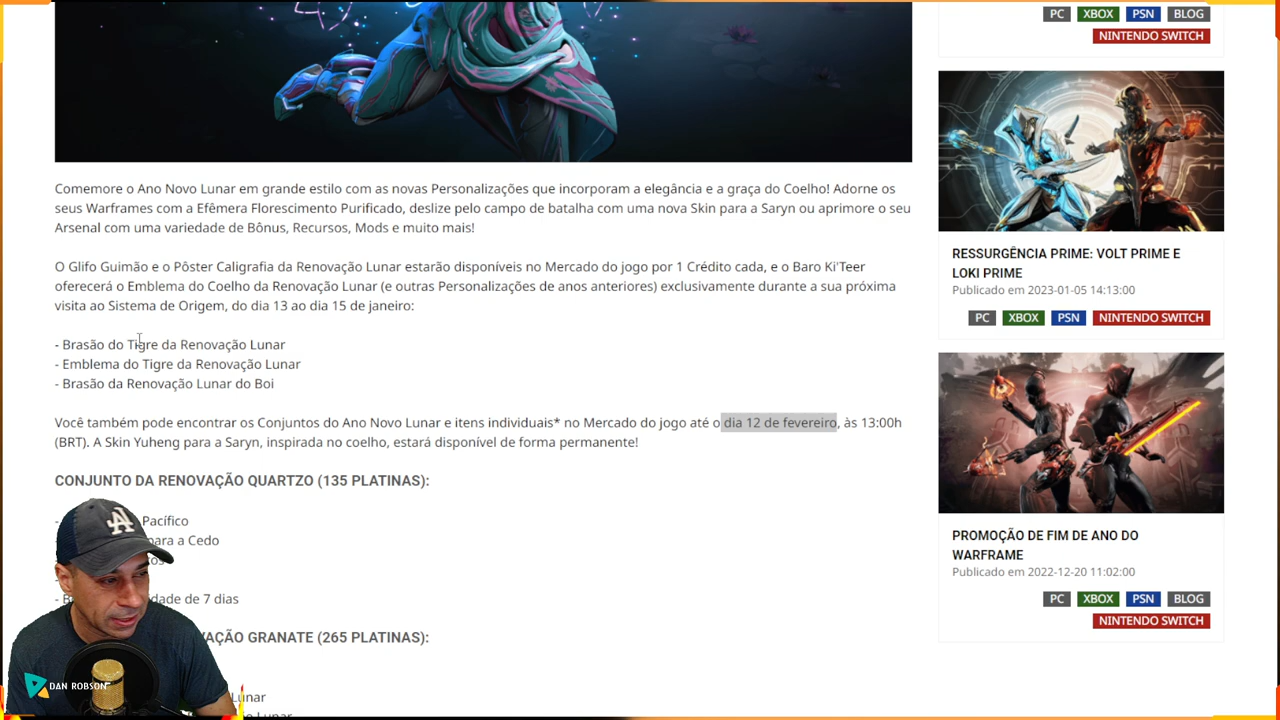 PC XBOX PSN BLOG
NINTENDO SWITCH
Comemore o Ano Novo Lunar em grande estilo com as novas Personalizações que incorporam a elegância e a graça do Coelho! Adorne os
seus Warframes com a Efêmera Florescimento Purificado, deslize pelo campo de batalha com uma nova Skin para a Saryn ou aprimore o seu
Arsenal com uma variedade de Bônus, Recursos, Mods e muito mais!
O Glifo Guimão e o Pôster Caligrafia da Renovação Lunar estarão disponíveis no Mercado do jogo por 1 Crédito cada, e o Baro Ki'Teer
oferecerá o Emblema do Coelho da Renovação Lunar (e outras Personalizações de anos anteriores) exclusivamente durante a sua próxima
visita ao Sistema de Origem, do dia 13 ao dia 15 de janeiro:
- Brasão do Tigre da Renovação Lunar
- Emblema do Tigre da Renovação Lunar
- Brasão da Renovação Lunar do Boi
Você também pode encontrar os Conjuntos do Ano Novo Lunar e itens individuais* no Mercado do jogo até o dia 12 de fevereiro, às 13:00h
(BRT). A Skin Yuheng para a Saryn, inspirada no coelho, estará disponível de forma permanente!
CONJUNTO DA RENOVAÇÃO QUARTZO (135 PLATINAS):
Pacífico
para a Cedo
dade de 7 dias
AÇÃO GRANATE (265 PLATINAS):
Lunar
Lunar
RESSURGÊNCIA PRIME: VOLT PRIME E
LOKI PRIME
Publicado em 2023-01-05 14:13:00
PC XBOX PSN NINTENDO SWITCH
PROMOÇÃO DE FIM DE ANO DO
WARFRAME
Publicado em 2022-12-20 11:02:00
PC XBOX PSN BLOG
NINTENDO SWITCH
DAN ROBSON